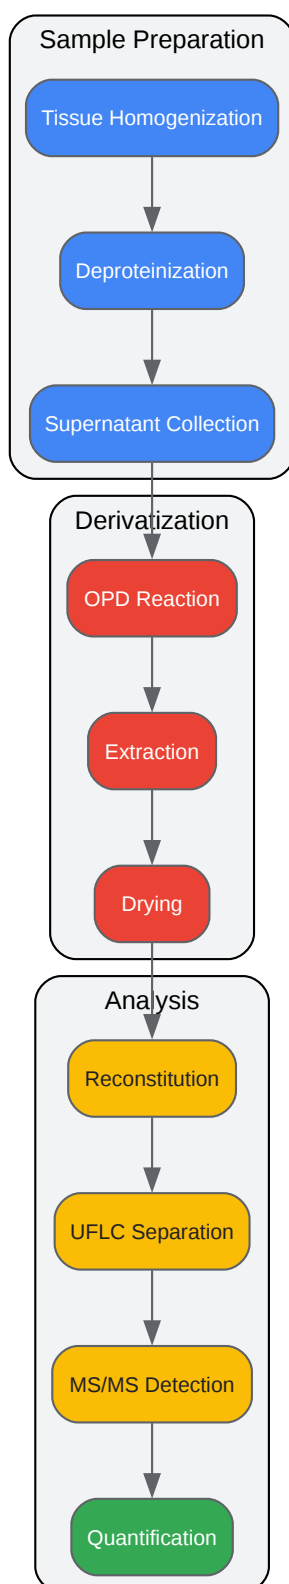 Sample Preparation
Tissue Homogenization
Deproteinization
Supernatant Collection
Derivatization
OPD Reaction
Extraction
Drying
Analysis
Reconstitution
UFLC Separation
MS/MS Detection
Quantification